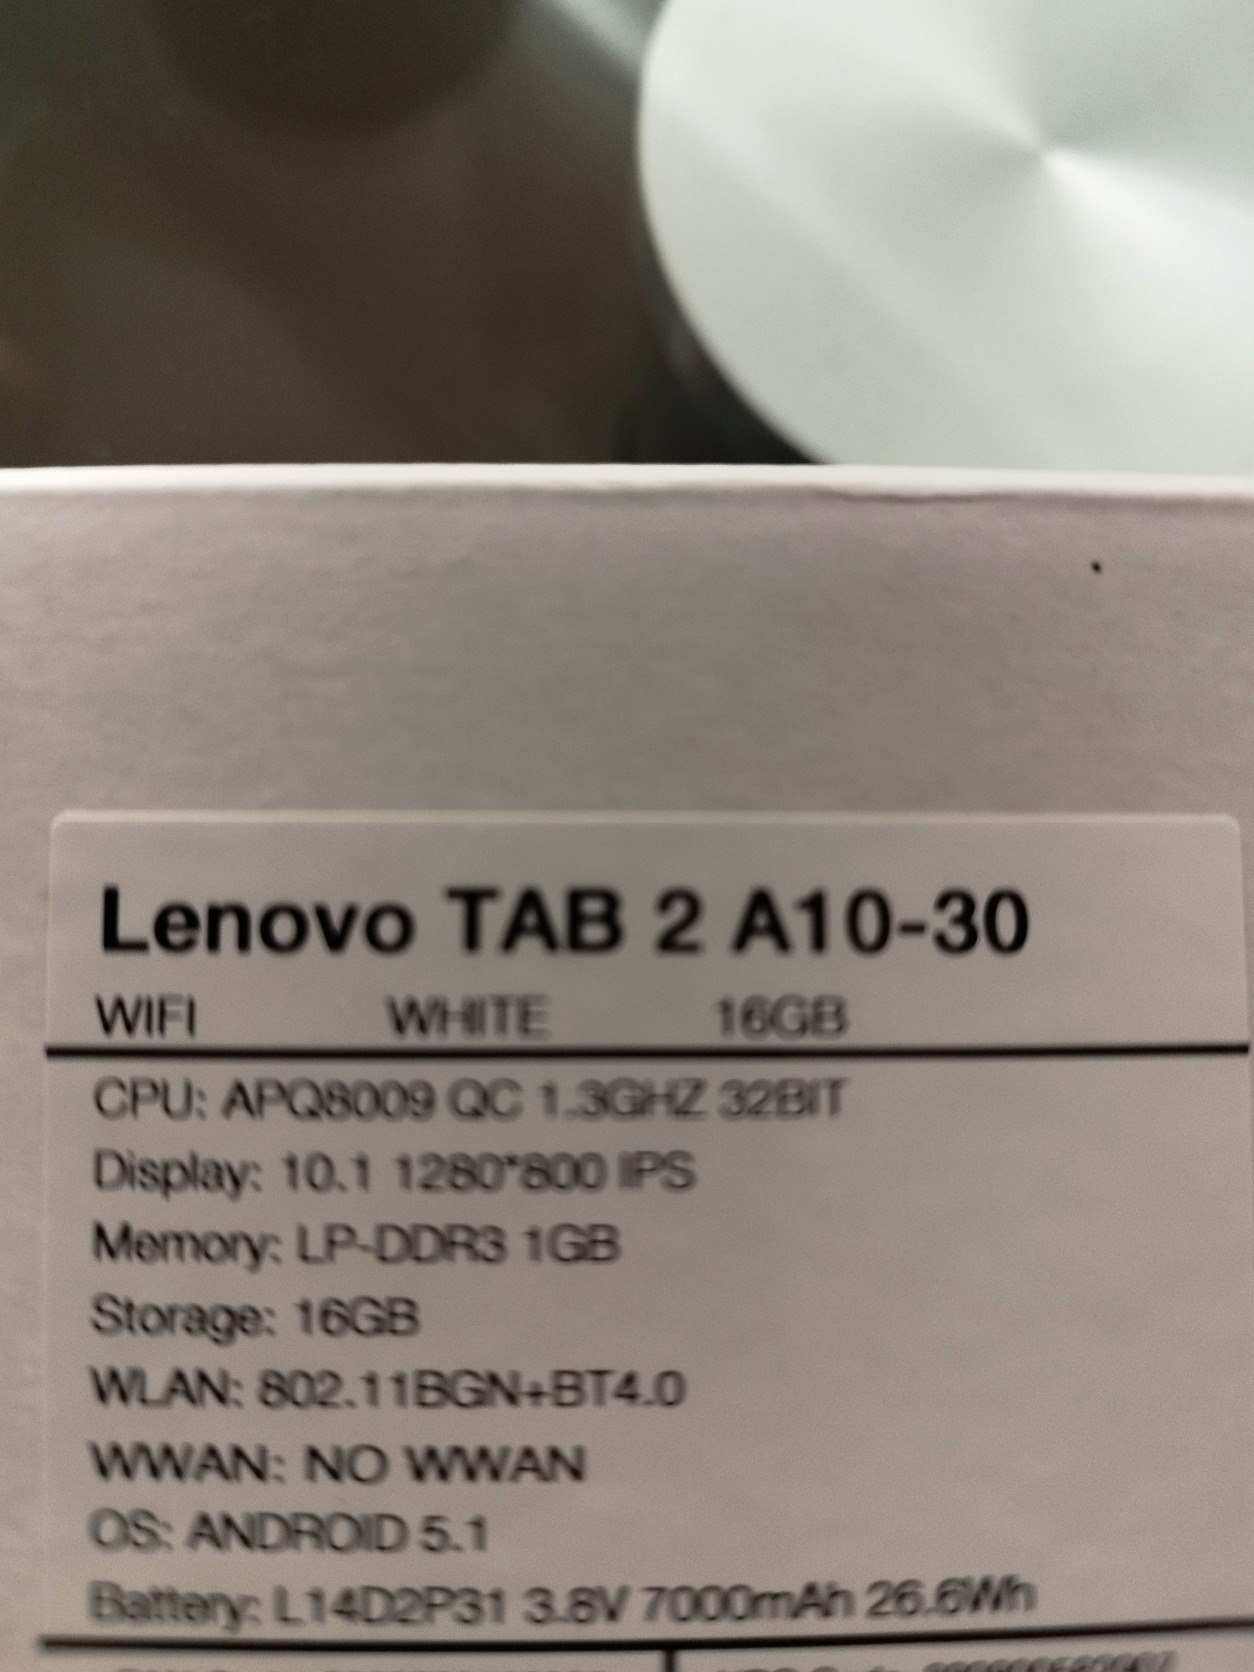 Lenovo TAB 2 A10-30
WIFI WHITE 16GB
CPU: APQ8009 QC 1.3GHZ 32BIT
Display: 10.1 1280*800 IPS
Memory: LP-DDR3 1GB
Storage: 16GB
WLAN: 802.11BGN+BT4.0
WWAN: NO WWAN
OS: ANDROID 5.1
Battery: L14D2P31 3.8V 7000mAh 26.6Wh